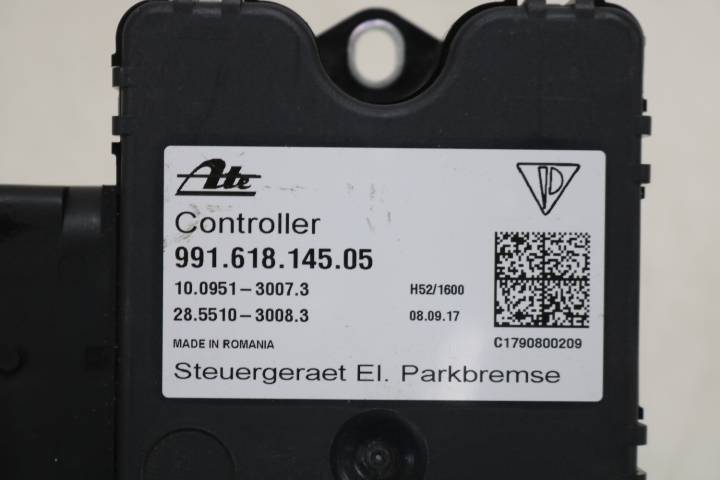 Ate
Controller
991.618.145.05
10.0951-3007.3 H52/1600
28.5510-3008.3 08.09.17
MADE IN ROMANIA C1790800209
Steuergeraet El. Parkbremse